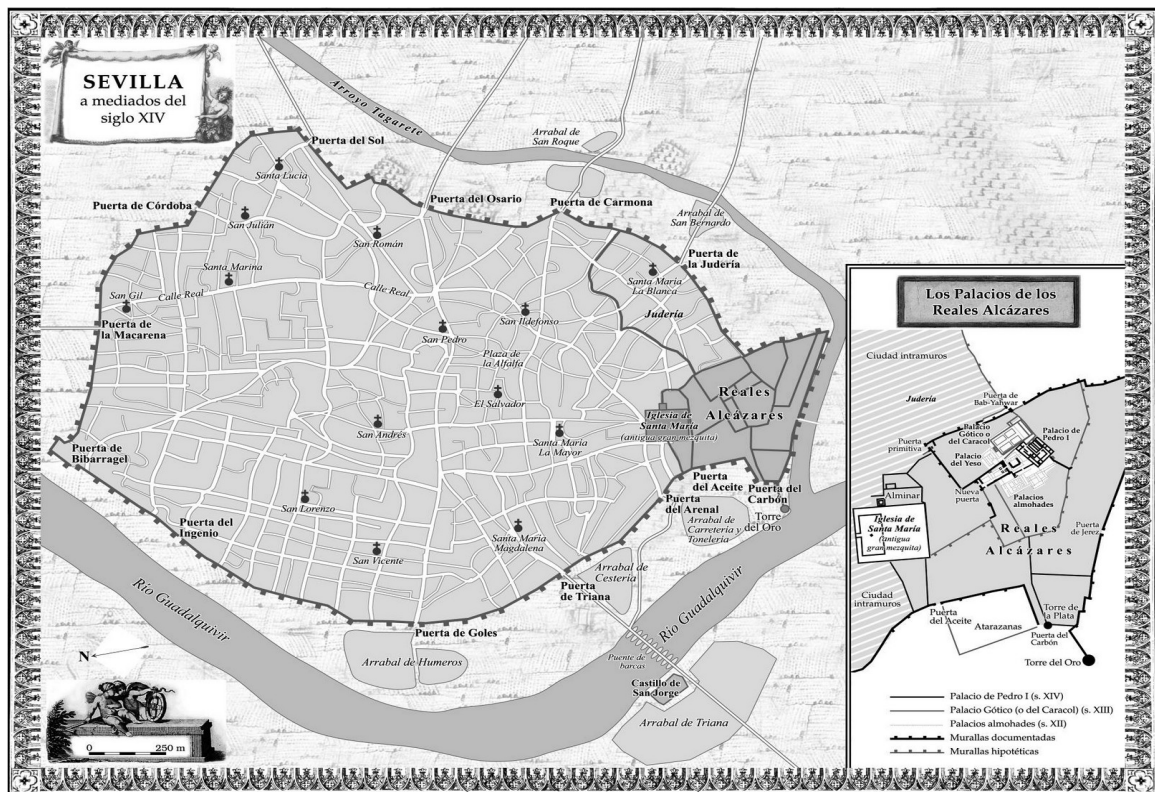 SEVILLA
a mediados del
siglo XIV
Arroyo Tagarete
Arrabal de
San Roque
Puerta del Sol
Santa Lucía
Puerta de Córdoba
San Julián
Puerta del Osario
Puerta de Carmona
San Román
Arrabal de
San Bernardo
Puerta de
la Judería
Santa Marina
Calle Real
Calle Real
Santa María
La Blanca
Judería
San Gil
Puerta de
la Macarena
San Ildefonso
San Pedro
Plaza de
la Alfalfa
El Salvador
Reales
Alcázares
Iglesia de
Santa María
(antigua gran mezquita)
San Andrés
Santa María
La Mayor
Puerta de
Bibarragel
Puerta
del Aceite
Puerta del
Carbón
Puerta
del Arenal
Torre
del Oro
San Lorenzo
Arrabal de
Carretería y
Tonelería
Puerta del
Ingenio
Santa María
Magdalena
San Vicente
Arrabal de
Cestería
Puerta
de Triana
Río Guadalquivir
Río Guadalquivir
Puerta de Goles
Arrabal de Humeros
Puente de
barcas
Castillo de
San Jorge
Arrabal de Triana
N
0 250 m
Los Palacios de los
Reales Alcázares
Ciudad intramuros
Judería
Puerta de
Bab-Yahwar
Palacio
Gótico o
del Caracol
Palacio de
Pedro I
Puerta
primitiva
Palacio
del Yeso
Nueva
puerta
Palacios
almohades
Alminar
Iglesia de
Santa María
(antigua
gran mezquita)
Reales
Alcázares
Puerta
de Jerez
Ciudad
intramuros
Puerta
del Aceite
Atarazanas
Torre de
la Plata
Puerta del
Carbón
Torre del Oro
Palacio de Pedro I (s. XIV)
Palacio Gótico (o del Caracol) (s. XIII)
Palacios almohades (s. XII)
Murallas documentadas
Murallas hipotéticas